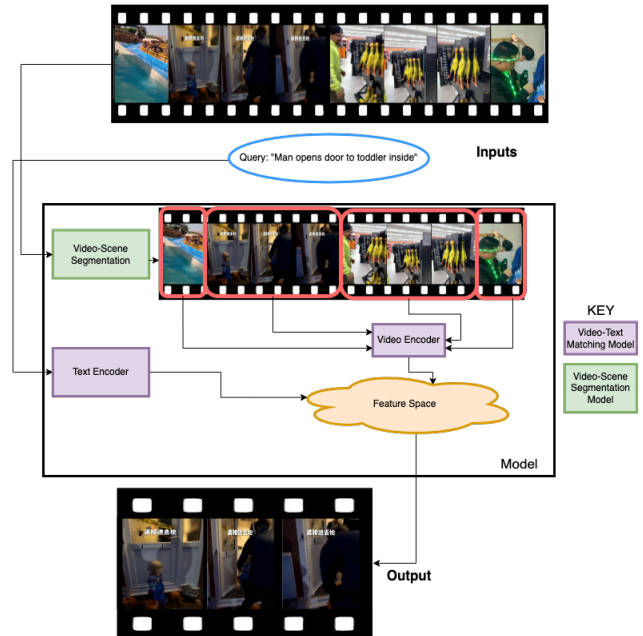 Query: "Man opens door to toddler inside"
Inputs
Video-Scene
Segmentation
Video Encoder
Text Encoder
Feature Space
Model
KEY
Video-Text
Matching Model
Video-Scene
Segmentation
Model
Output